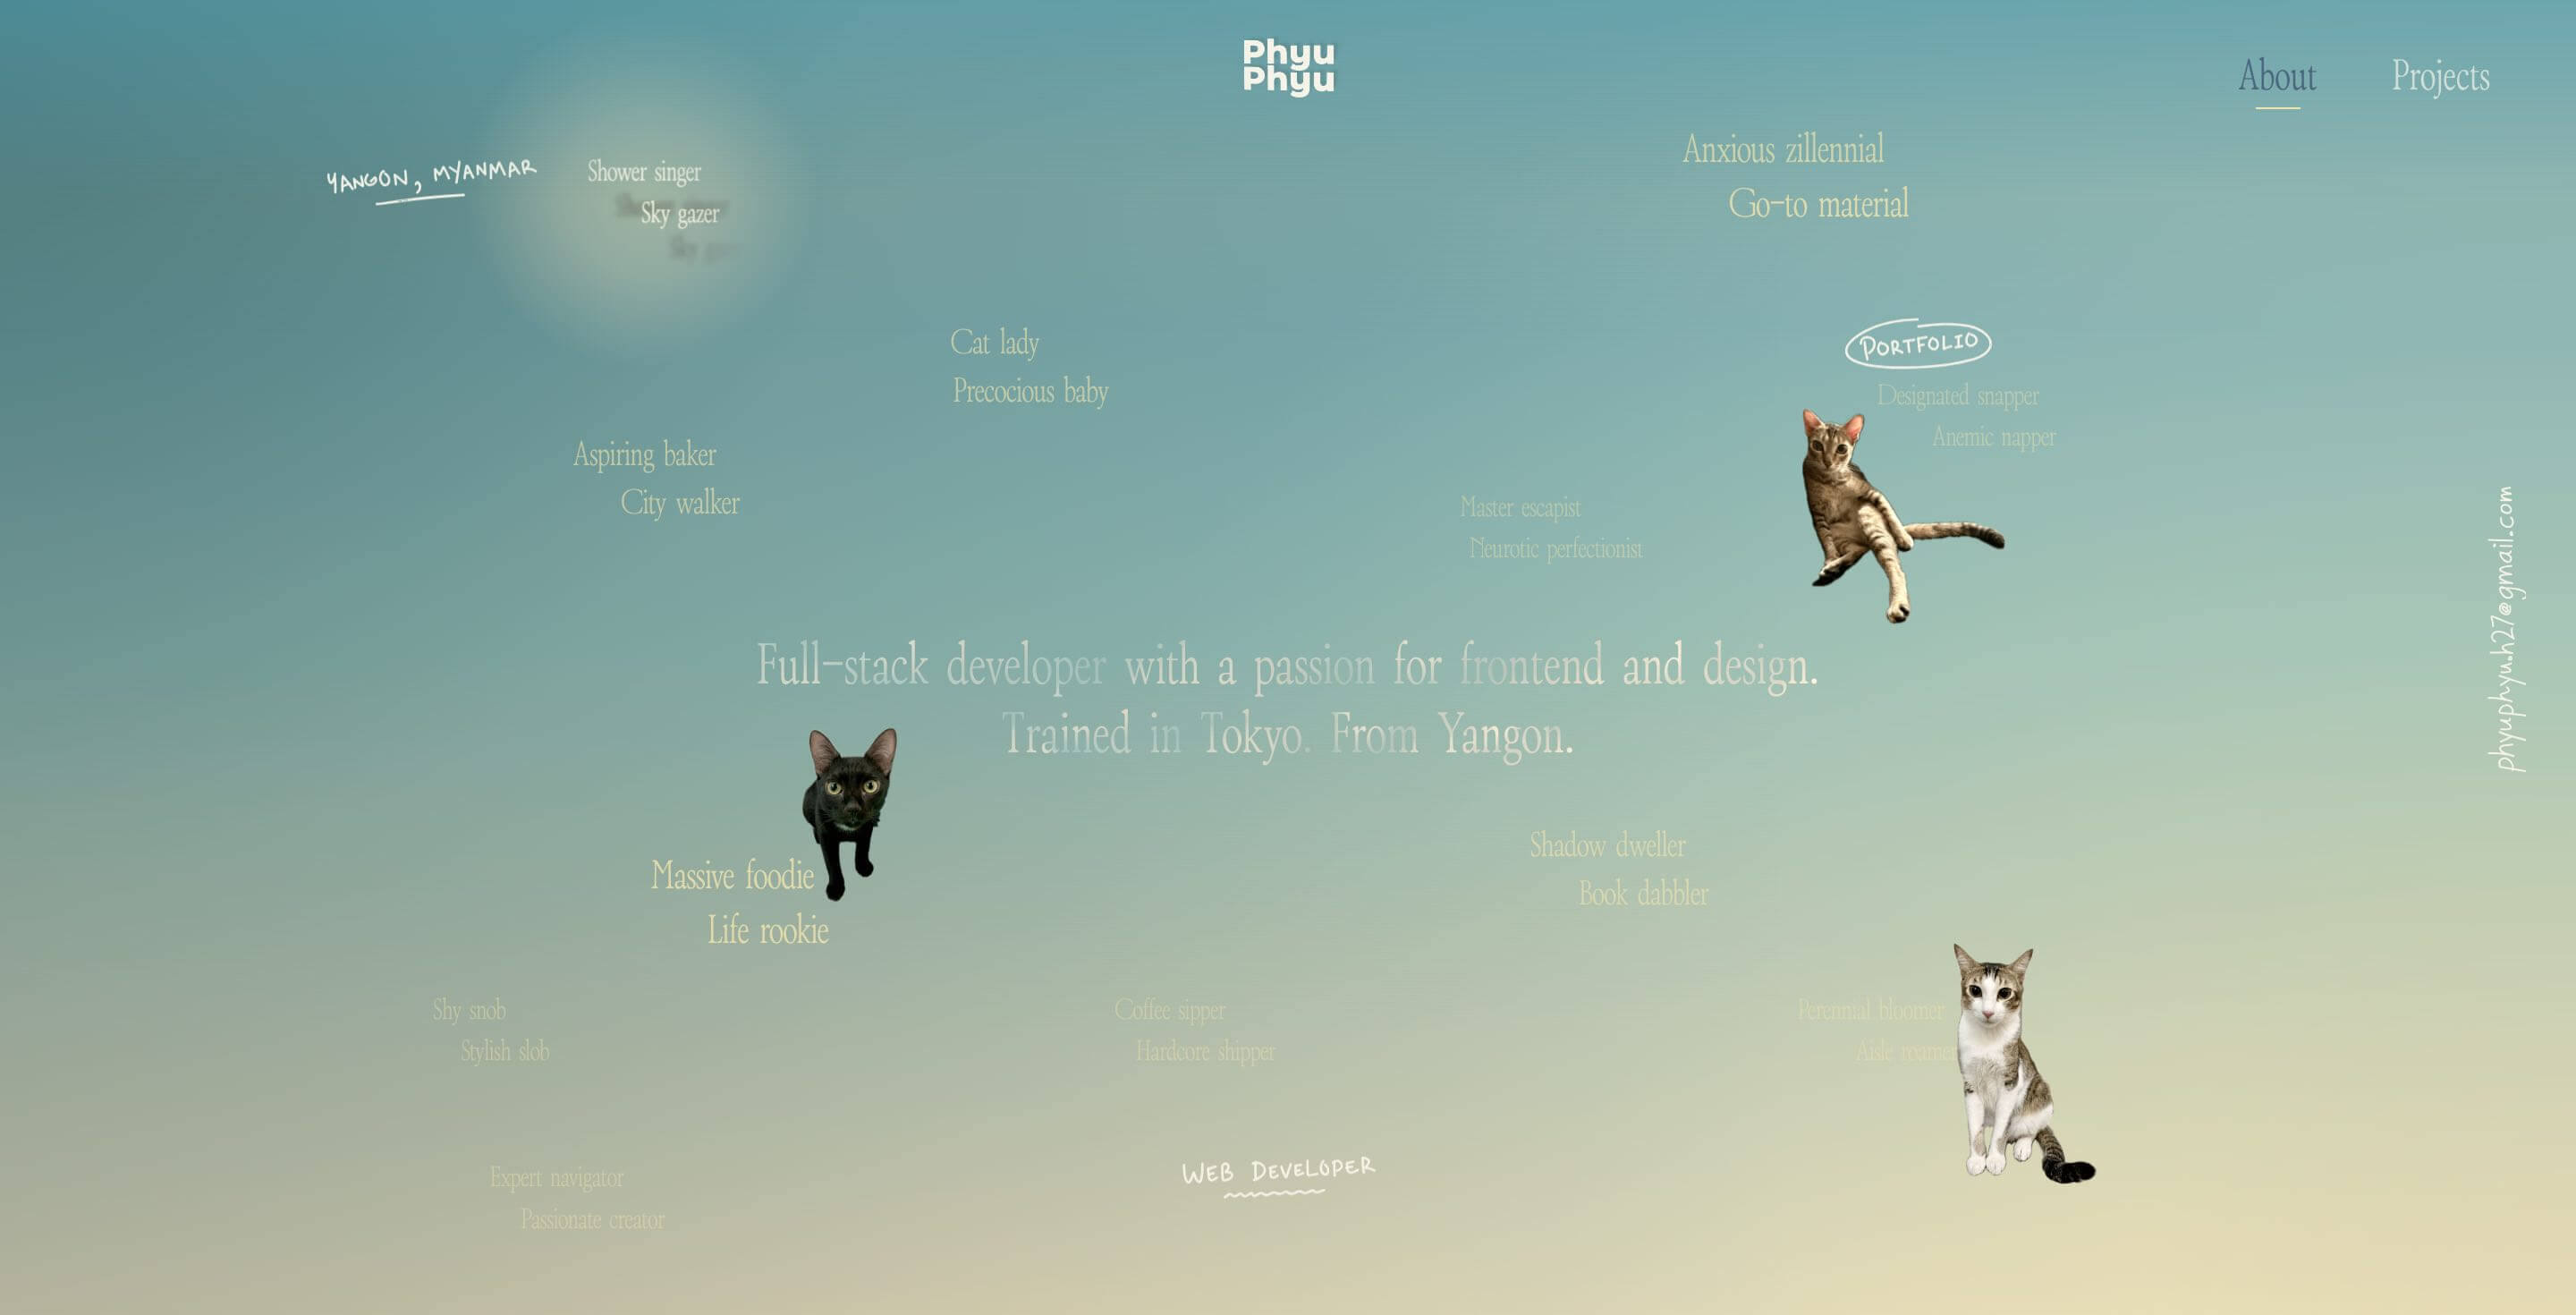 Phyu
Phyu
About
Projects
Anxious zillennial
Go-to material
YANGON, MYANMAR
Shower singer
Sky gazer
Cat lady
Precocious baby
PORTFOLIO
Designated snapper
Anemic napper
Aspiring baker
City walker
Master escapist
Neurotic perfectionist
phyuphyu.h27@gmail.com
Full-stack developer with a passion for frontend and design.
Trained in Tokyo. From Yangon.
Massive foodie
Life rookie
Shadow dweller
Book dabbler
Shy snob
Stylish slob
Coffee sipper
Hardcore shipper
Perennial bloomer
Aisle roamer
Expert navigator
Passionate creator
WEB DEVELOPER